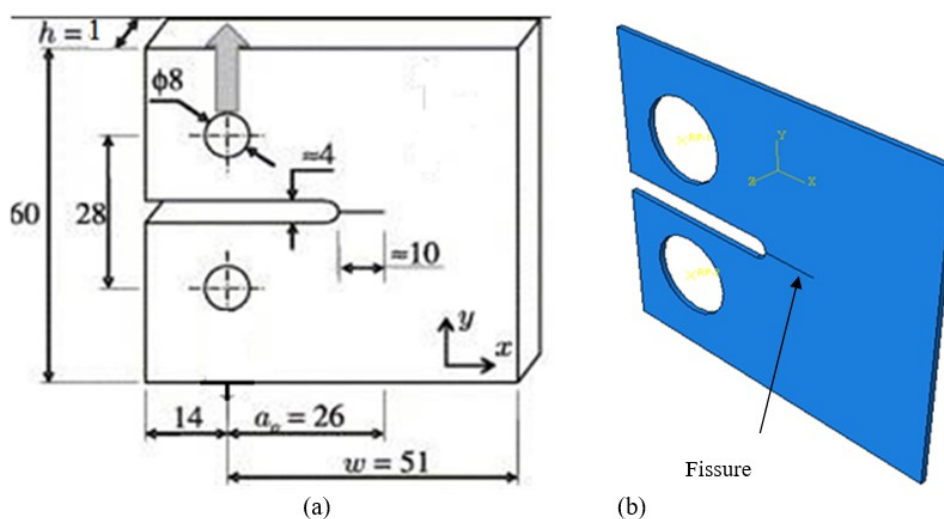 h = 1
ϕ8
≈4
60
28
≈10
y
x
14
a₀ = 26
w = 51
(a)
Y
Z
X
Fissure
(b)